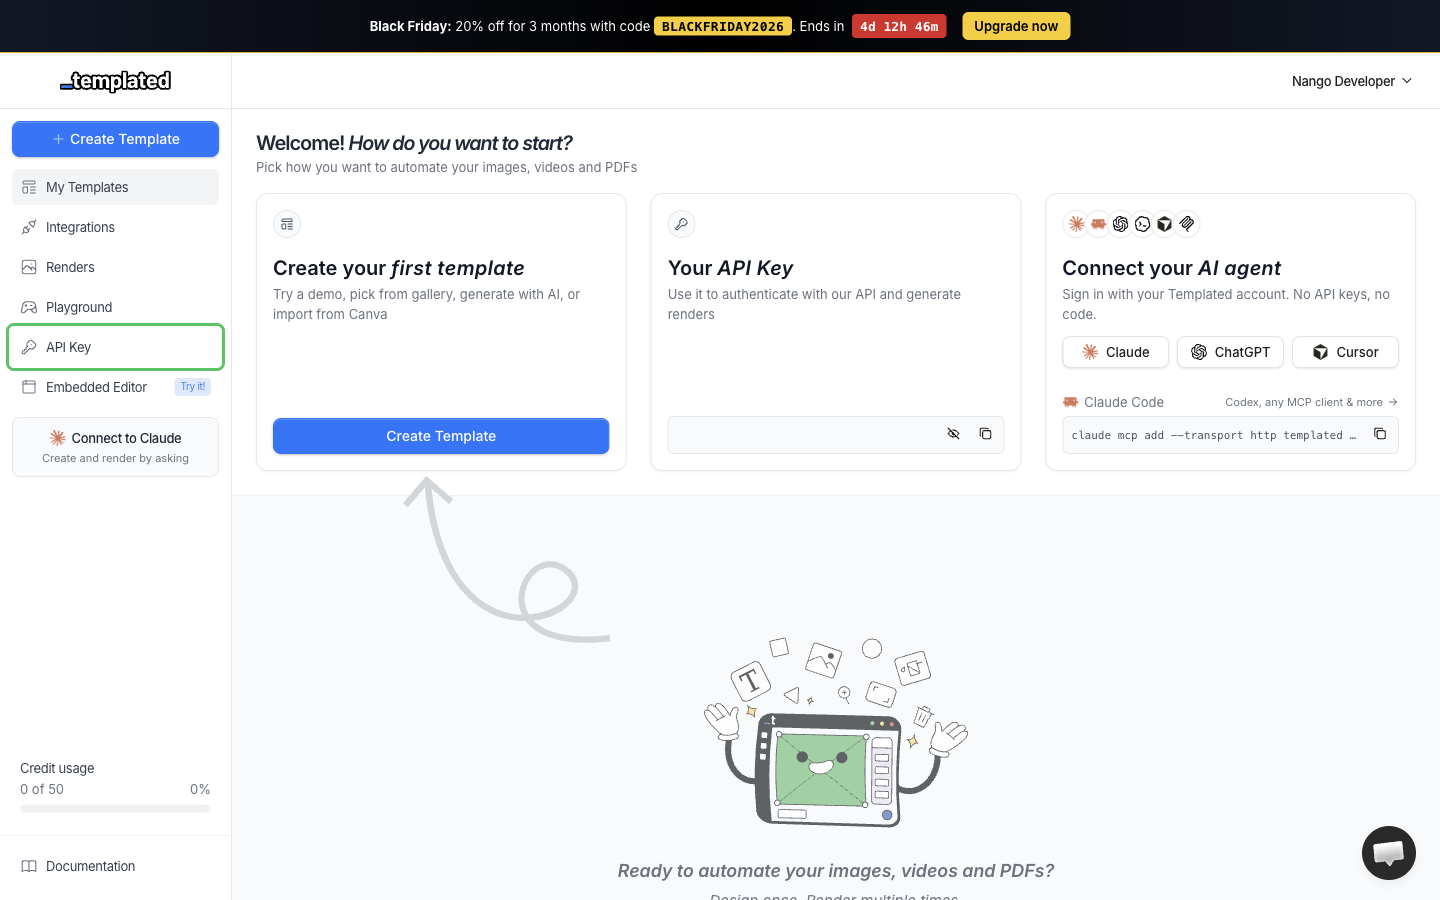 Black Friday: 20% off for 3 months with code BLACKFRIDAY2026. Ends in 4d 12h 46m Upgrade now
_templated
Nango Developer
+ Create Template
My Templates
Integrations
Renders
Playground
API Key
Embedded Editor Try it!
Connect to Claude
Create and render by asking
Credit usage
0 of 50 0%
Documentation
Welcome! How do you want to start?
Pick how you want to automate your images, videos and PDFs
Create your first template
Try a demo, pick from gallery, generate with AI, or
import from Canva
Create Template
Your API Key
Use it to authenticate with our API and generate
renders
Connect your AI agent
Sign in with your Templated account. No API keys, no
code.
Claude ChatGPT Cursor
Claude Code Codex, any MCP client & more →
claude mcp add --transport http templated …
T
_t
Ready to automate your images, videos and PDFs?
Design once. Render multiple times.